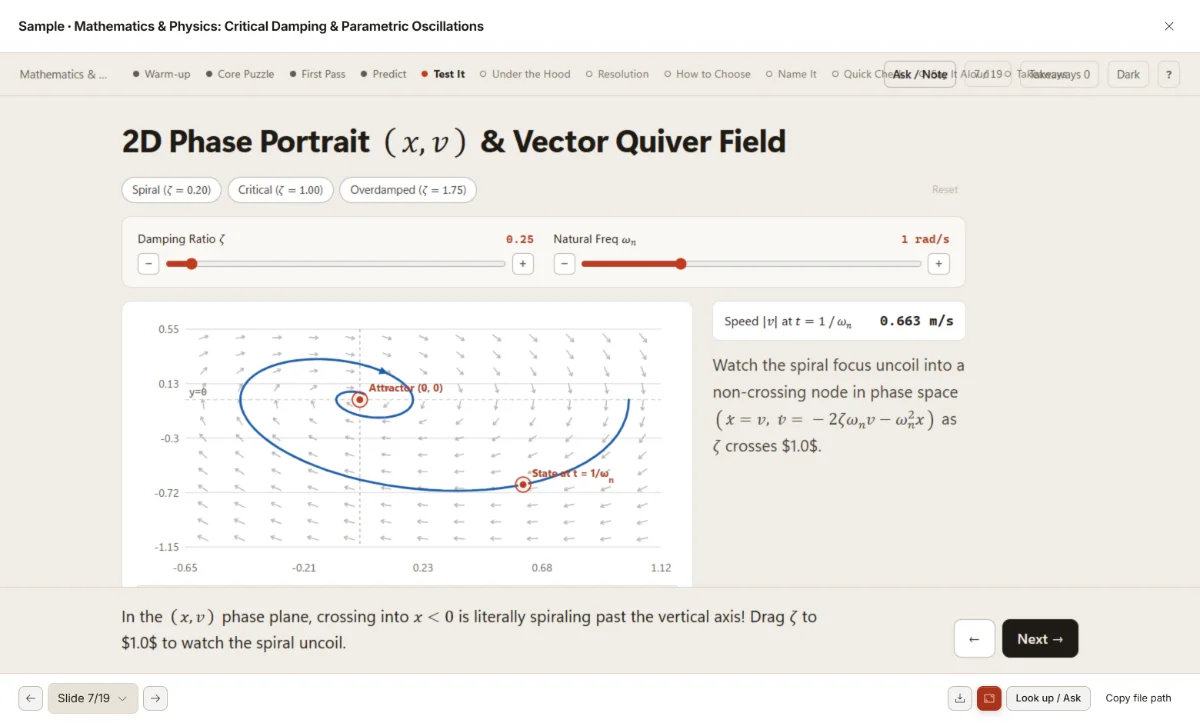 Sample · Mathematics & Physics: Critical Damping & Parametric Oscillations
Mathematics & ...
Warm-up
Core Puzzle
First Pass
Predict
Test It
Under the Hood
Resolution
How to Choose
Name It
Ask / Note
Takeaways 0
Dark
?
2D Phase Portrait (x, v) & Vector Quiver Field
Spiral (ζ = 0.20)
Critical (ζ = 1.00)
Overdamped (ζ = 1.75)
Reset
Damping Ratio ζ 0.25
Natural Freq ωₙ 1 rad/s
− +
− +
0.55
0.13
y=0
-0.3
-0.72
-1.15
-0.65 -0.21 0.23 0.68 1.12
Attractor (0, 0)
State at t = 1/ωₙ
Speed |v| at t = 1 / ωₙ 0.663 m/s
Watch the spiral focus uncoil into a
non-crossing node in phase space
(ẋ = v, v̇ = − 2ζωₙv − ωₙ²x) as
ζ crosses $1.0$.
In the (x, v) phase plane, crossing into x < 0 is literally spiraling past the vertical axis! Drag ζ to
$1.0$ to watch the spiral uncoil.
←
Next →
←
Slide 7/19
→
Look up / Ask
Copy file path